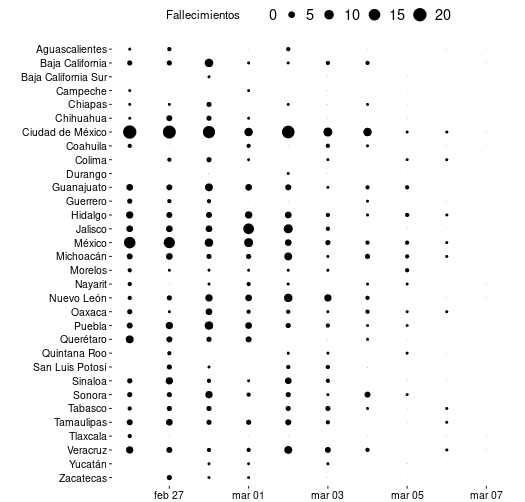 Fallecimientos 0 5 10 15 20
Aguascalientes
Baja California
Baja California Sur
Campeche
Chiapas
Chihuahua
Ciudad de México
Coahuila
Colima
Durango
Guanajuato
Guerrero
Hidalgo
Jalisco
México
Michoacán
Morelos
Nayarit
Nuevo León
Oaxaca
Puebla
Querétaro
Quintana Roo
San Luis Potosí
Sinaloa
Sonora
Tabasco
Tamaulipas
Tlaxcala
Veracruz
Yucatán
Zacatecas
feb 27 mar 01 mar 03 mar 05 mar 07